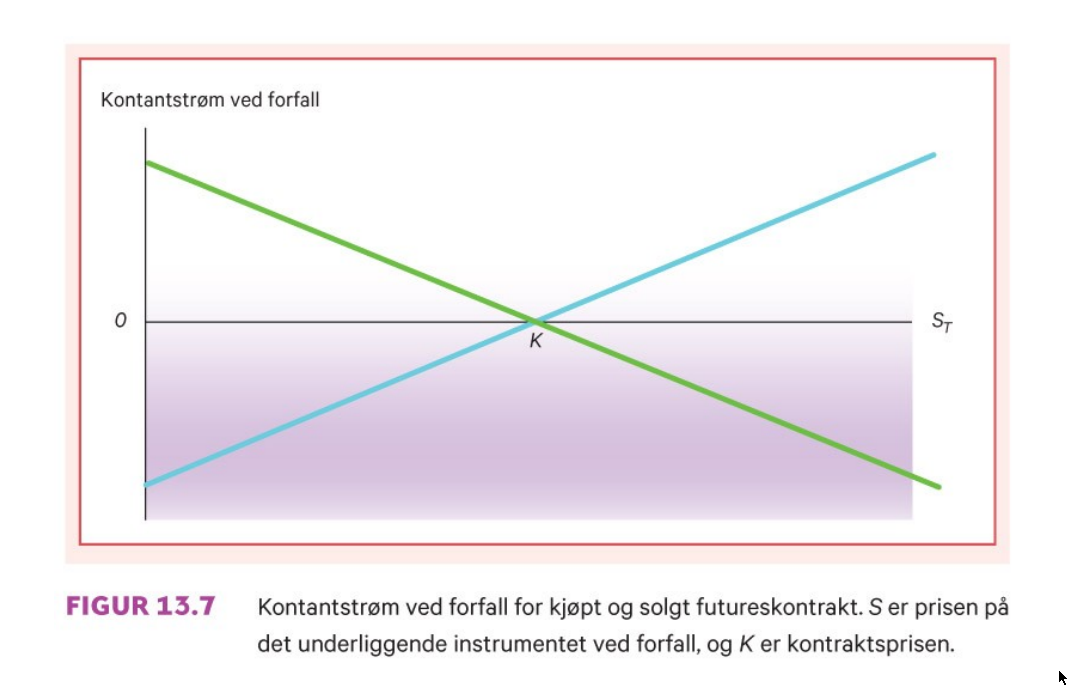 Kontantstrøm ved forfall
0
S_T
K
FIGUR 13.7 Kontantstrøm ved forfall for kjøpt og solgt futureskontrakt. S er prisen på
det underliggende instrumentet ved forfall, og K er kontraktsprisen.